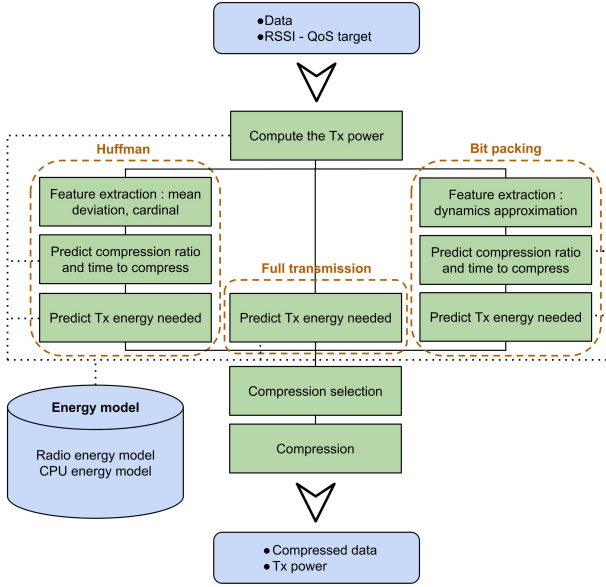 ●Data
●RSSI - QoS target
Compute the Tx power
Huffman
Feature extraction : mean
deviation, cardinal
Predict compression ratio
and time to compress
Predict Tx energy needed
Full transmission
Predict Tx energy needed
Bit packing
Feature extraction :
dynamics approximation
Predict compression ratio
and time to compress
Predict Tx energy needed
Compression selection
Compression
Energy model
Radio energy model
CPU energy model
●Compressed data
●Tx power